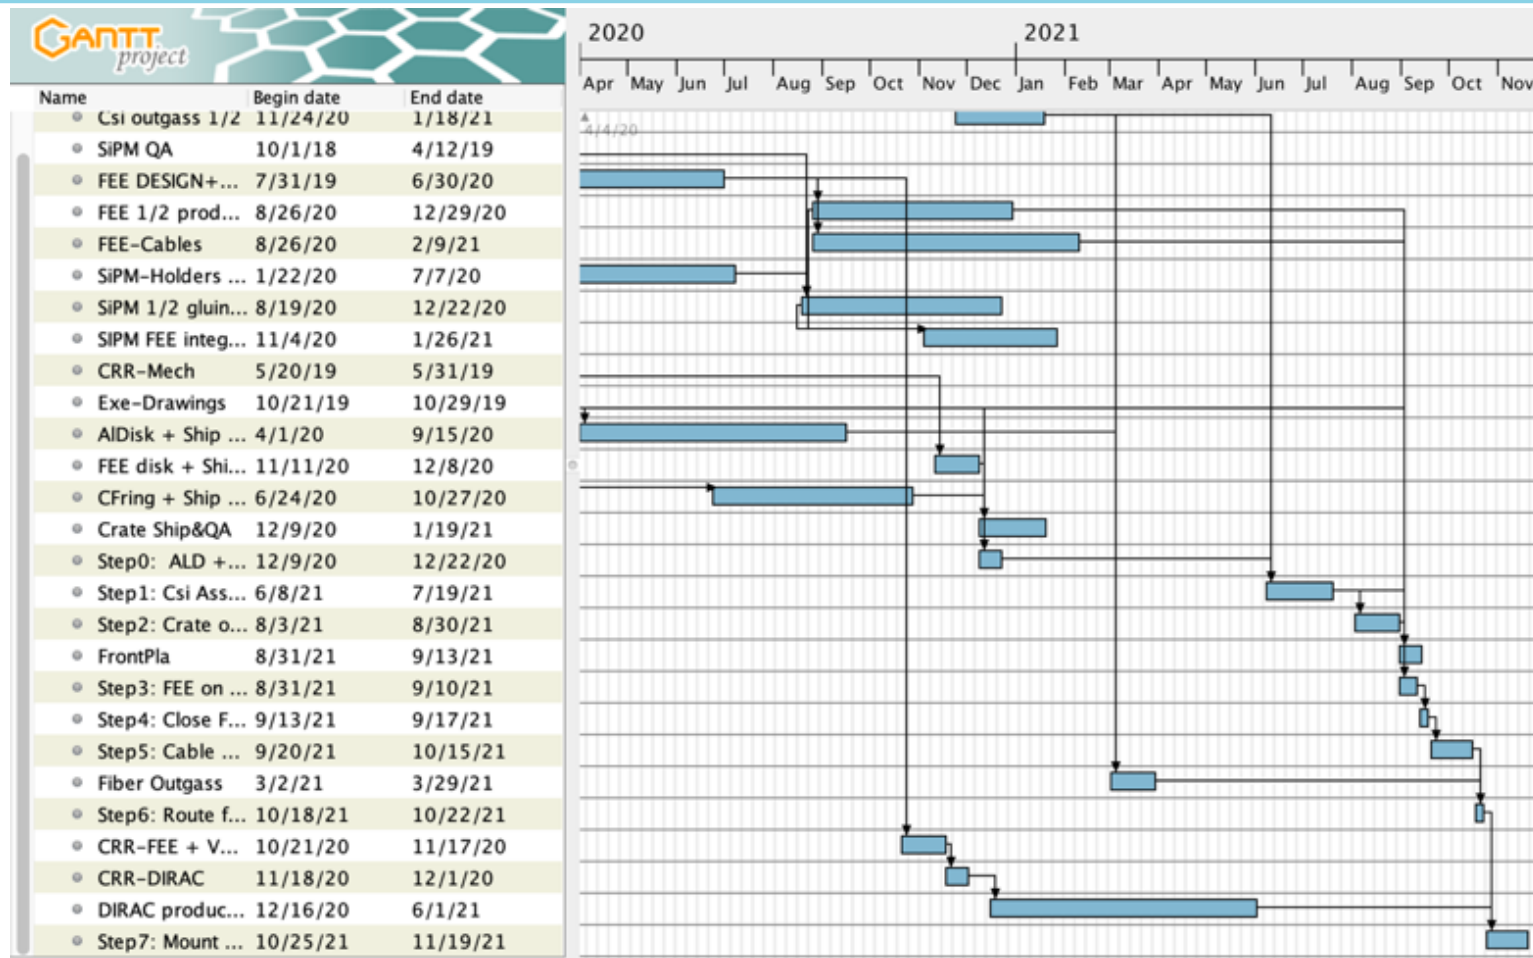 GANTT
project
2020 2021
Apr May Jun Jul Aug Sep Oct Nov Dec Jan Feb Mar Apr May Jun Jul Aug Sep Oct Nov
Name Begin date End date
Csi outgass 1/2 11/24/20 1/18/21
4/4/20
SiPM QA 10/1/18 4/12/19
FEE DESIGN+... 7/31/19 6/30/20
FEE 1/2 prod... 8/26/20 12/29/20
FEE-Cables 8/26/20 2/9/21
SiPM-Holders ... 1/22/20 7/7/20
SiPM 1/2 gluin... 8/19/20 12/22/20
SIPM FEE integ... 11/4/20 1/26/21
CRR-Mech 5/20/19 5/31/19
Exe-Drawings 10/21/19 10/29/19
AlDisk + Ship ... 4/1/20 9/15/20
FEE disk + Shi... 11/11/20 12/8/20
CFring + Ship ... 6/24/20 10/27/20
Crate Ship&QA 12/9/20 1/19/21
Step0: ALD +... 12/9/20 12/22/20
Step1: Csi Ass... 6/8/21 7/19/21
Step2: Crate o... 8/3/21 8/30/21
FrontPla 8/31/21 9/13/21
Step3: FEE on ... 8/31/21 9/10/21
Step4: Close F... 9/13/21 9/17/21
Step5: Cable ... 9/20/21 10/15/21
Fiber Outgass 3/2/21 3/29/21
Step6: Route f... 10/18/21 10/22/21
CRR-FEE + V... 10/21/20 11/17/20
CRR-DIRAC 11/18/20 12/1/20
DIRAC produc... 12/16/20 6/1/21
Step7: Mount ... 10/25/21 11/19/21